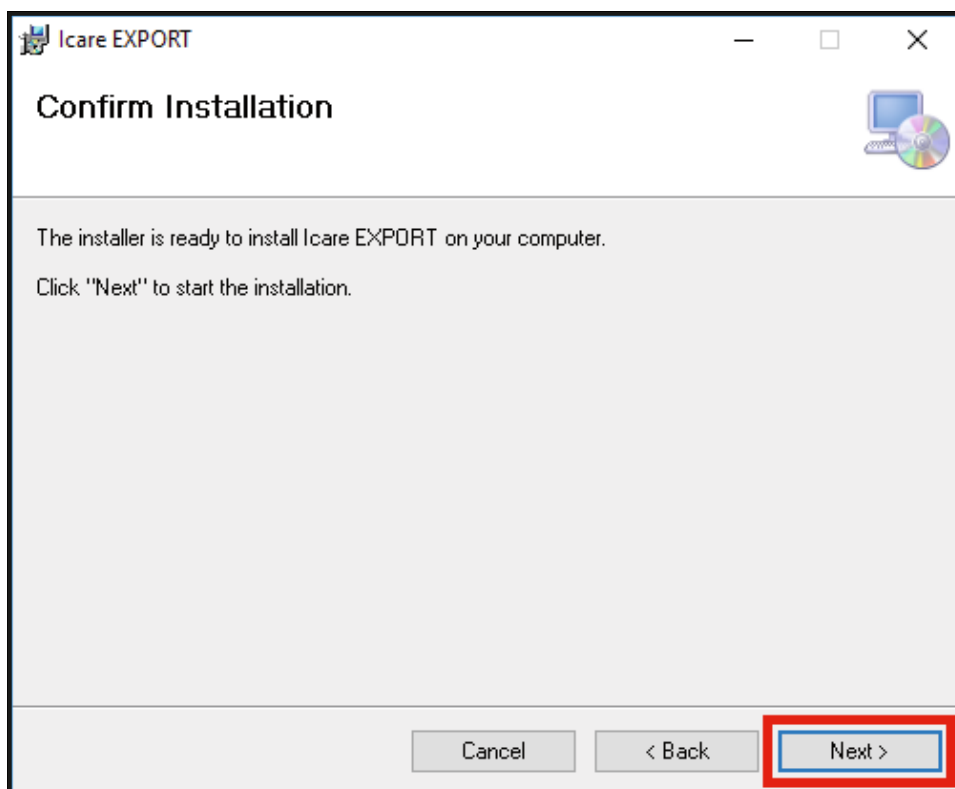 Icare EXPORT
Confirm Installation
The installer is ready to install Icare EXPORT on your computer.
Click "Next" to start the installation.
Cancel
< Back
Next >